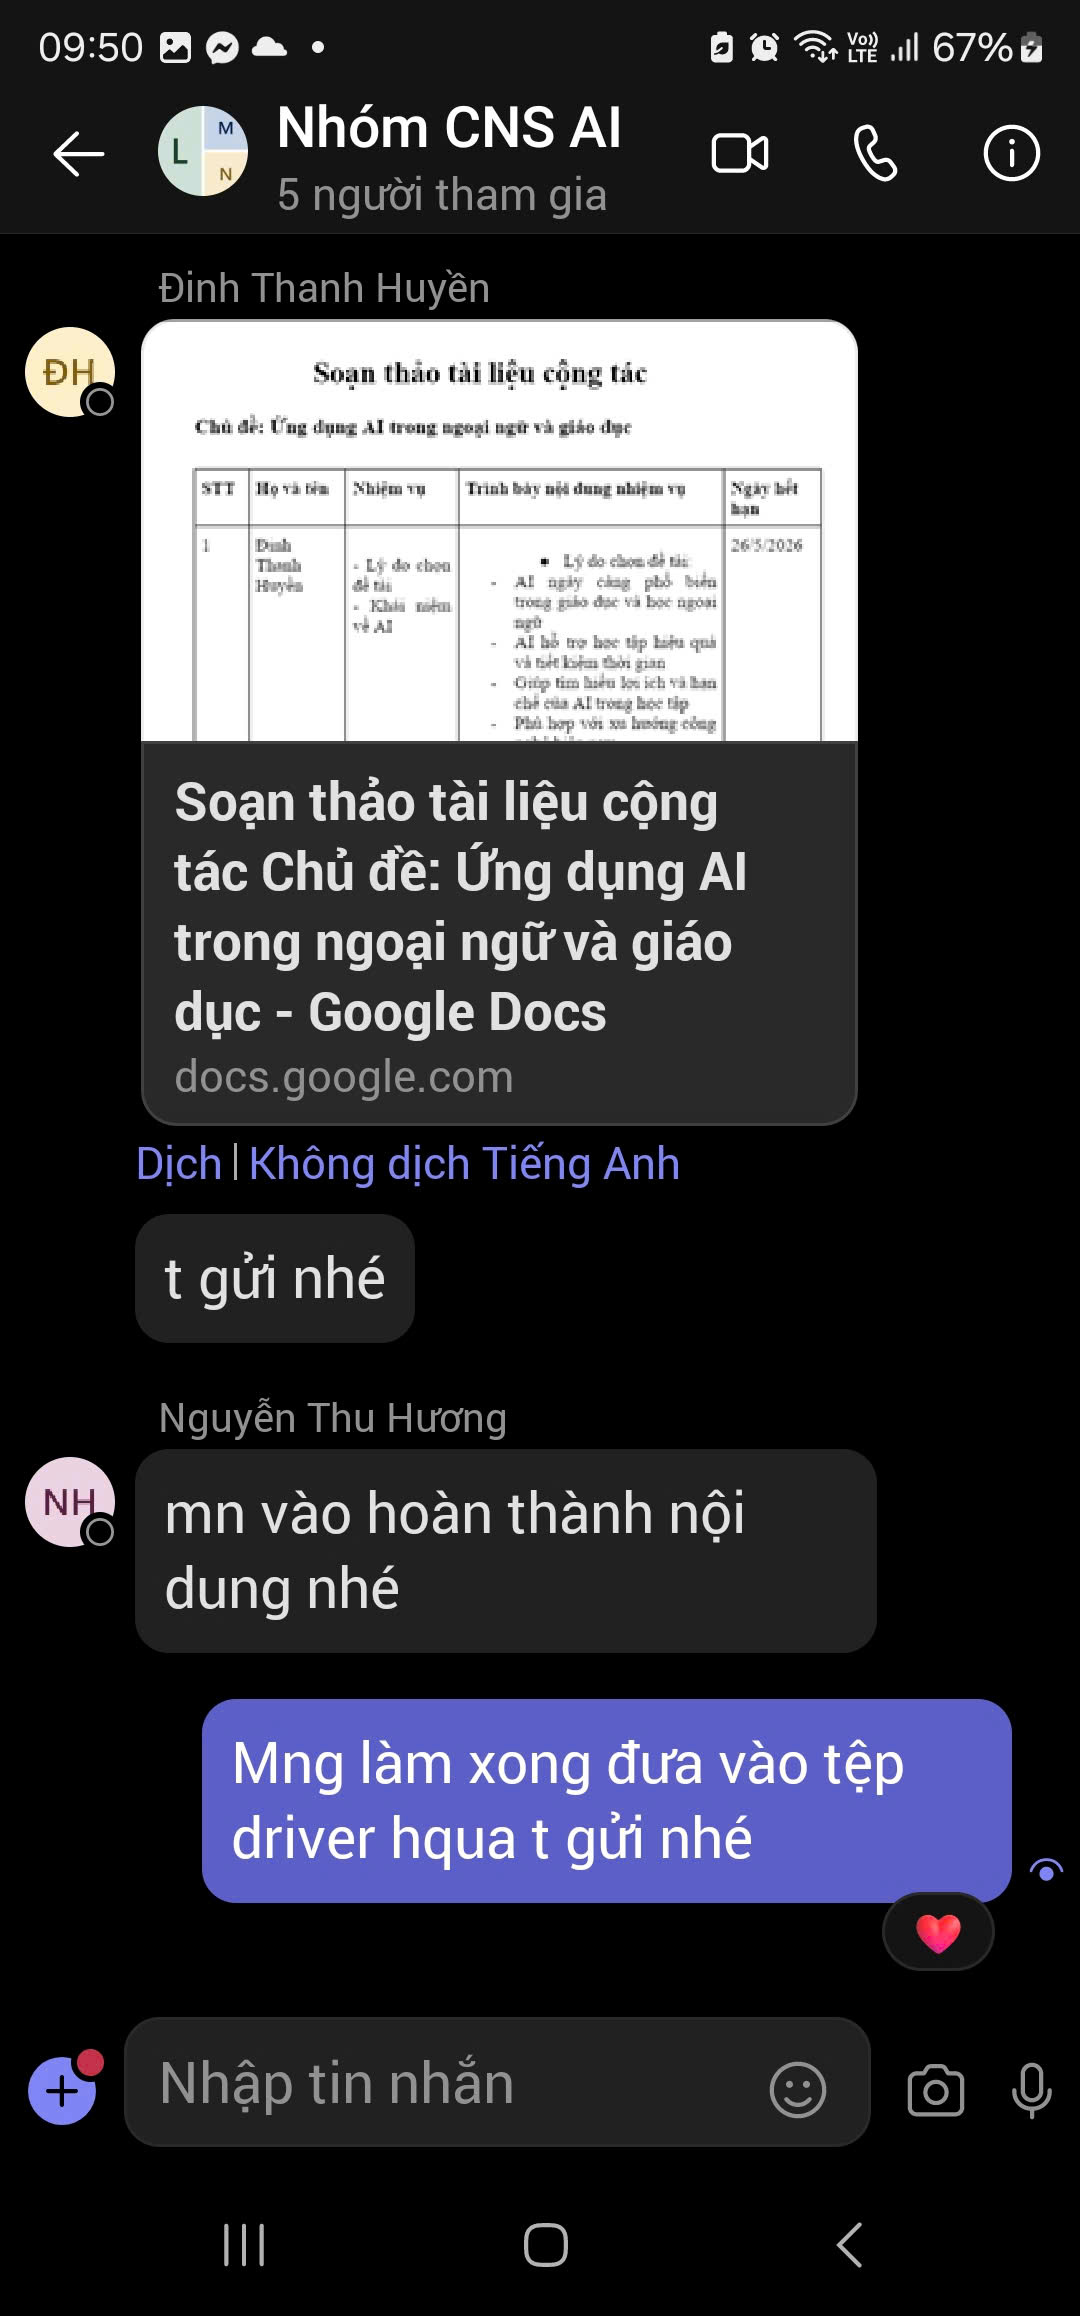 09:50
Vo)) LTE 67%
L M N
Nhóm CNS AI
5 người tham gia
Đinh Thanh Huyền
ĐH
Soạn thảo tài liệu cộng tác
Chủ đề: Ứng dụng AI trong ngoại ngữ và giáo dục
STT Họ và tên Nhiệm vụ Trình bày nội dung nhiệm vụ Ngày hết hạn
1 Đinh Thanh Huyền
- Lý do chọn đề tài
- Khái niệm về AI
• Lý do chọn đề tài:
- AI ngày càng phổ biến trong giáo dục và học ngoại ngữ
- AI hỗ trợ học tập hiệu quả và tiết kiệm thời gian
- Giúp tìm hiểu lợi ích và hạn chế của AI trong học tập
- Phù hợp với xu hướng công
26/5/2026
Soạn thảo tài liệu cộng
tác Chủ đề: Ứng dụng AI
trong ngoại ngữ và giáo
dục - Google Docs
docs.google.com
Dịch | Không dịch Tiếng Anh
t gửi nhé
Nguyễn Thu Hương
NH
mn vào hoàn thành nội
dung nhé
Mng làm xong đưa vào tệp
driver hqua t gửi nhé
Nhập tin nhắn